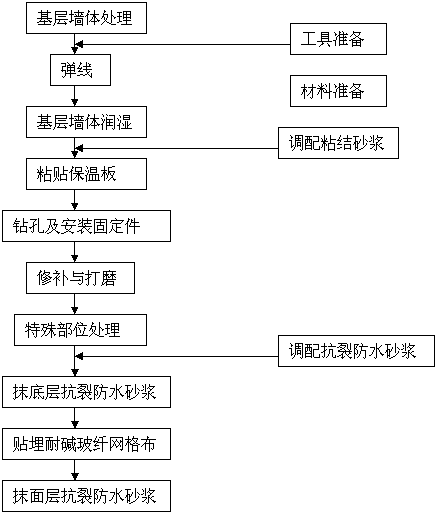 基层墙体处理
工具准备
弹线
材料准备
基层墙体润湿
调配粘结砂浆
粘贴保温板
钻孔及安装固定件
修补与打磨
特殊部位处理
调配抗裂防水砂浆
抹底层抗裂防水砂浆
贴埋耐碱玻纤网格布
抹面层抗裂防水砂浆